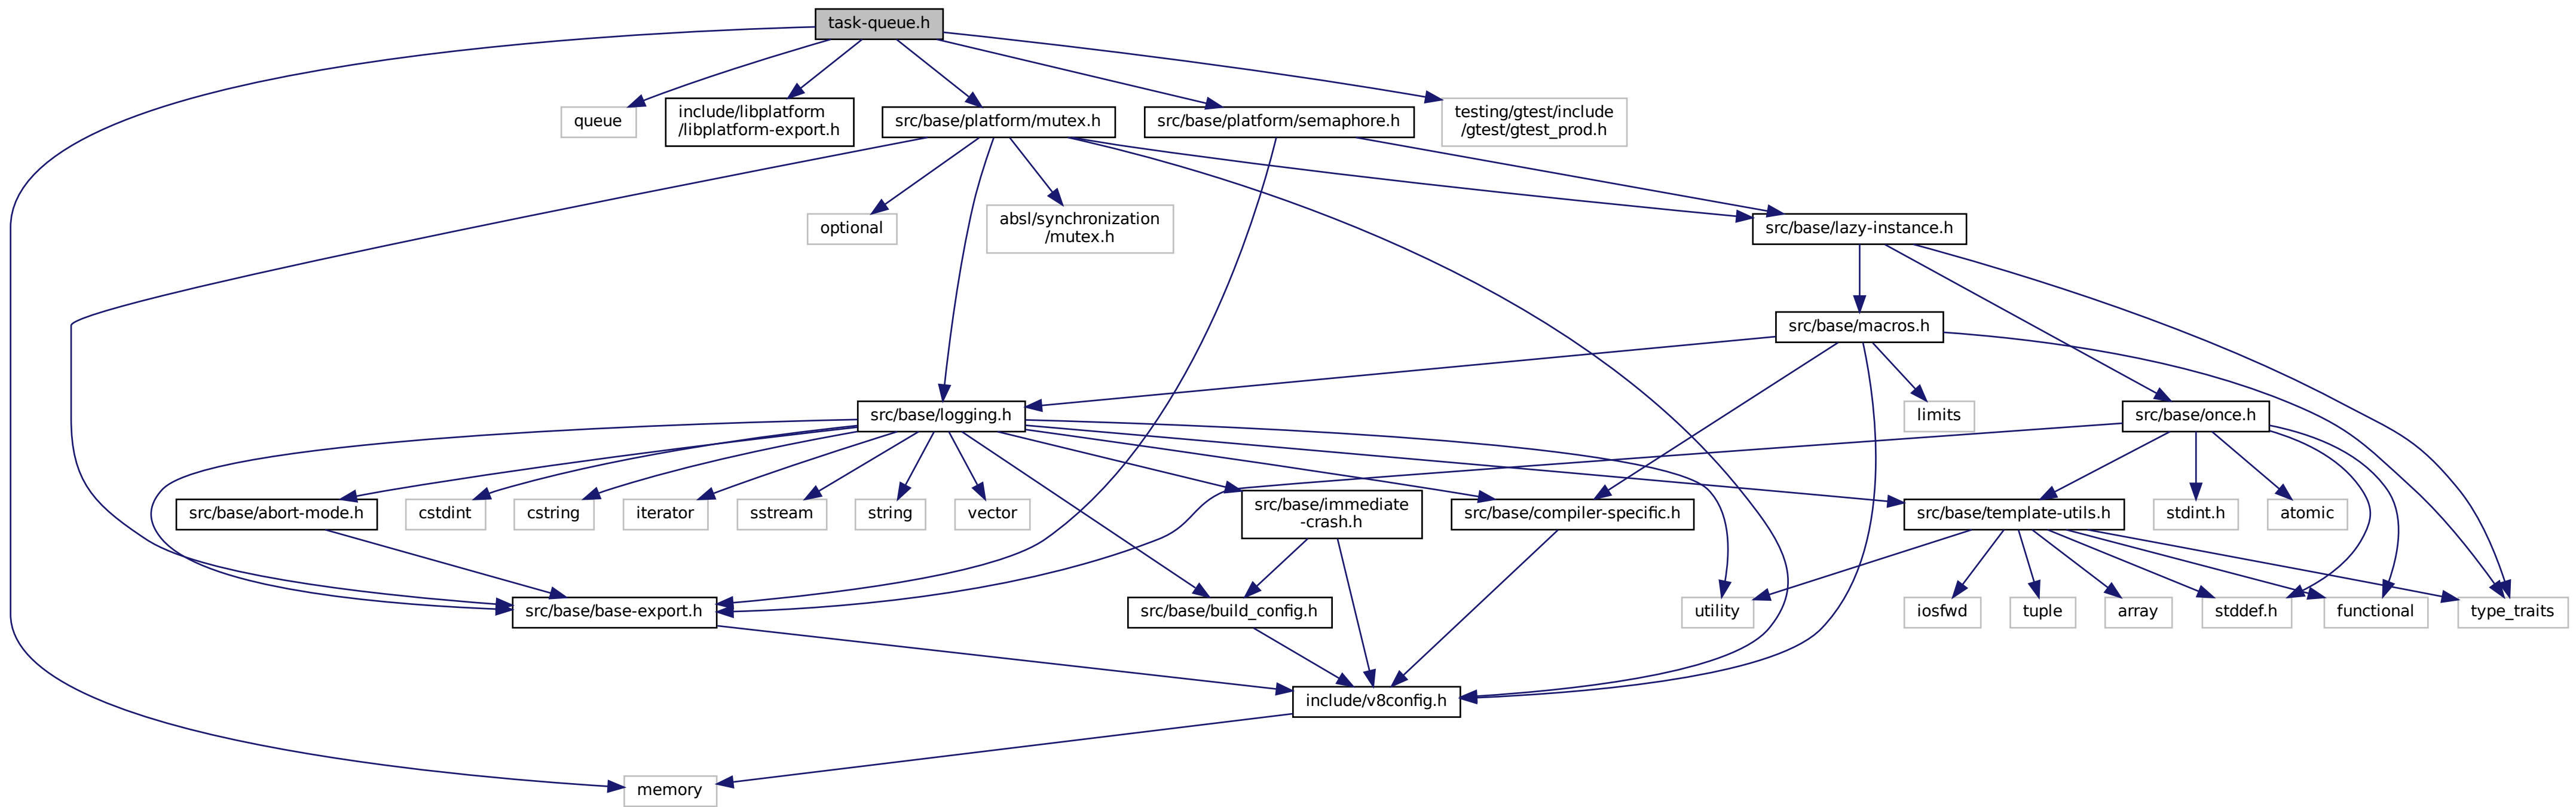 task-queue.h
queue
include/libplatform
/libplatform-export.h
src/base/platform/mutex.h
src/base/platform/semaphore.h
testing/gtest/include
/gtest/gtest_prod.h
optional
absl/synchronization
/mutex.h
src/base/lazy-instance.h
src/base/macros.h
src/base/logging.h
limits
src/base/once.h
src/base/abort-mode.h
cstdint
cstring
iterator
sstream
string
vector
src/base/immediate
-crash.h
src/base/compiler-specific.h
src/base/template-utils.h
stdint.h
atomic
src/base/base-export.h
src/base/build_config.h
utility
iosfwd
tuple
array
stddef.h
functional
type_traits
include/v8config.h
memory